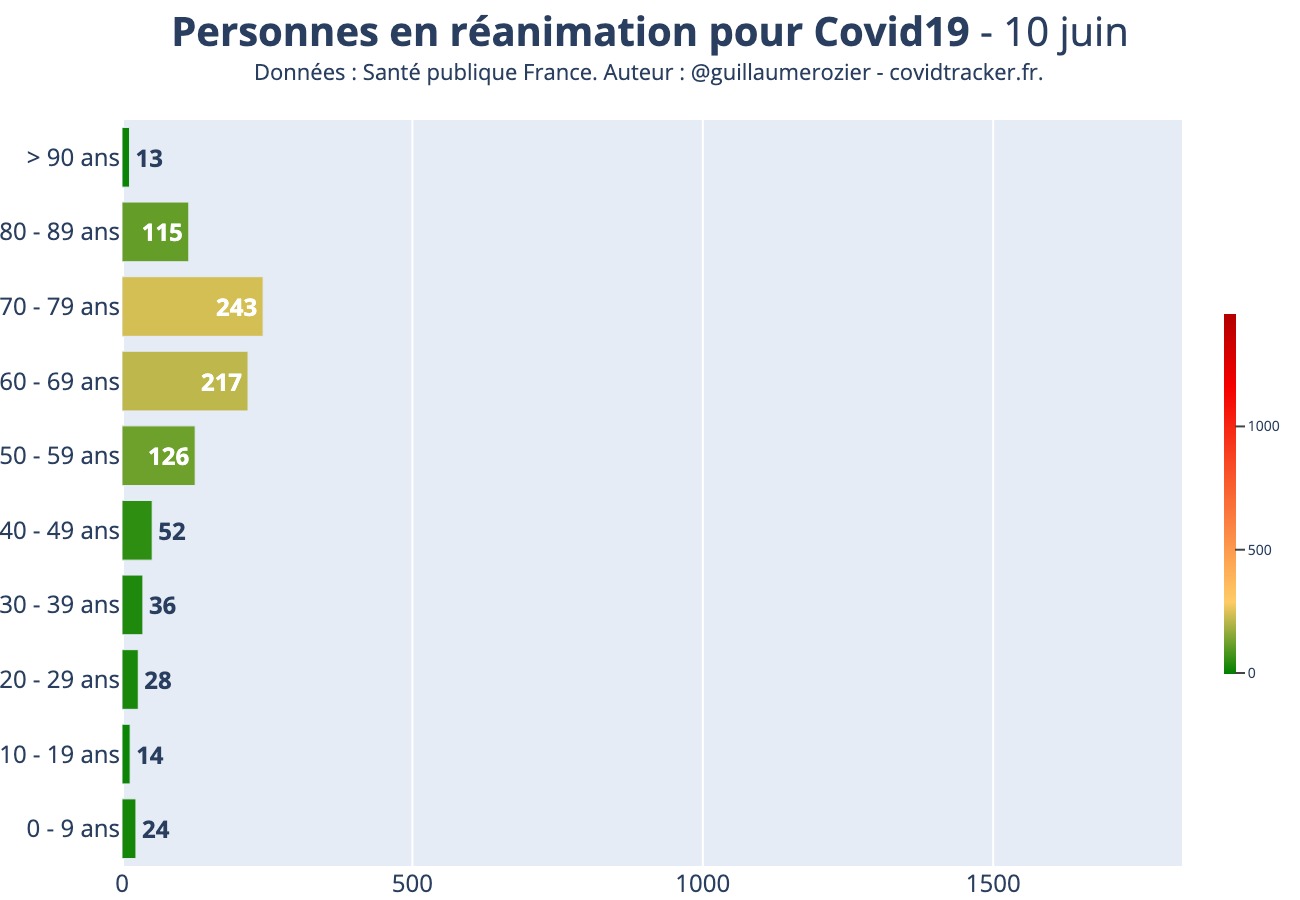 Personnes en réanimation pour Covid19 - 10 juin
Données : Santé publique France. Auteur : @guillaumerozier - covidtracker.fr.
> 90 ans 13
80 - 89 ans 115
70 - 79 ans 243
60 - 69 ans 217
50 - 59 ans 126
40 - 49 ans 52
30 - 39 ans 36
20 - 29 ans 28
10 - 19 ans 14
0 - 9 ans 24
0 500 1000 1500
1000
500
0